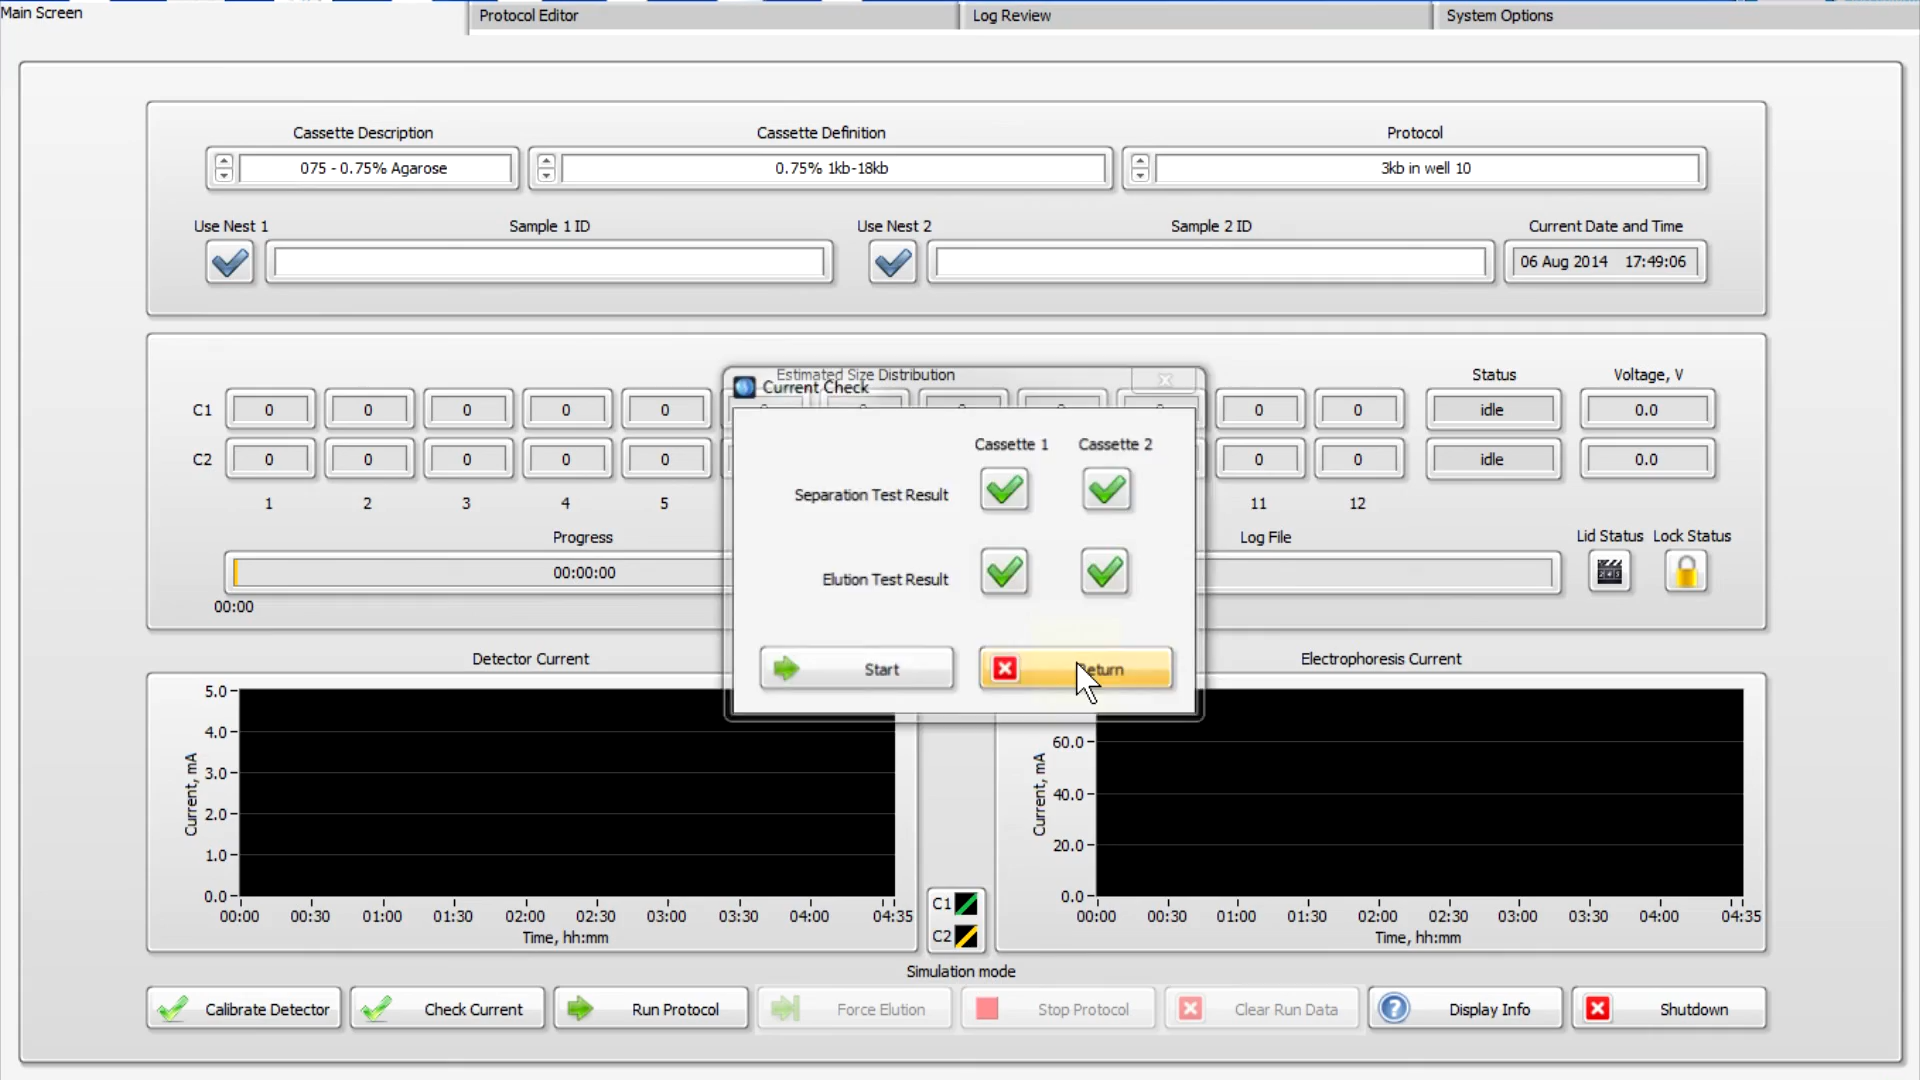 Main Screen
Protocol Editor
Log Review
System Options
Cassette Description
Cassette Definition
Protocol
075 - 0.75% Agarose
0.75% 1kb-18kb
3kb in well 10
Use Nest 1
Sample 1 ID
Use Nest 2
Sample 2 ID
Current Date and Time
06 Aug 2014 17:49:06
Estimated Size Distribution
Status
Voltage, V
Current Check
C1 0 0 0 0 0 0 0 idle 0.0
C2 0 0 0 0 0 0 0 idle 0.0
1 2 3 4 5 11 12
Cassette 1 Cassette 2
Separation Test Result
Elution Test Result
Start
Progress
Log File
Lid Status
Lock Status
00:00:00
00:00
Detector Current
5.0
4.0
3.0
2.0
1.0
0.0
Current, mA
00:00 00:30 01:00 01:30 02:00 02:30 03:00 03:30 04:00 04:35
Time, hh:mm
C1
C2
Electrophoresis Current
60.0
40.0
20.0
0.0
Current, mA
00:00 00:30 01:00 01:30 02:00 02:30 03:00 03:30 04:00 04:35
Time, hh:mm
Simulation mode
Calibrate Detector
Check Current
Run Protocol
Force Elution
Stop Protocol
Clear Run Data
Display Info
Shutdown